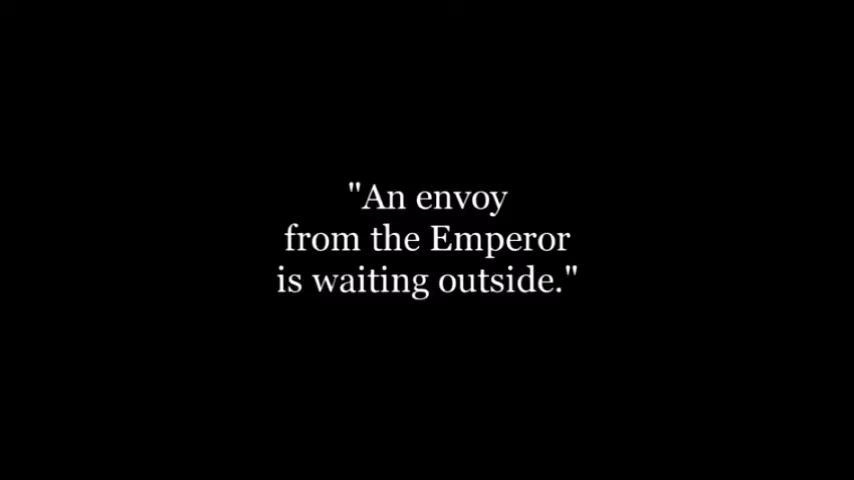 "An envoy
from the Emperor
is waiting outside."